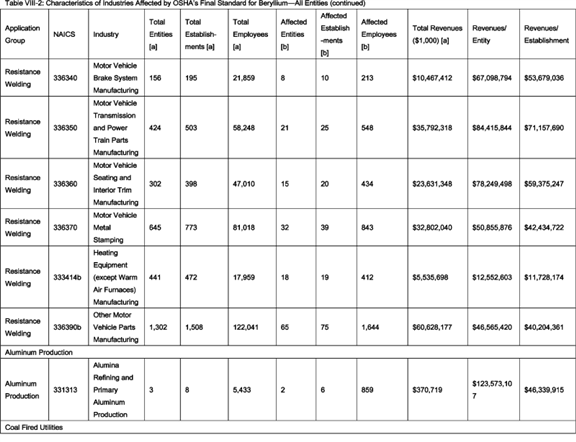 Table VIII-2: Characteristics of Industries Affected by OSHA's Final Standard for Beryllium—All Entities (continued)
Application Group NAICS Industry Total Entities [a] Total Establish-ments [a] Total Employees [a] Affected Entities [b] Affected Establish-ments [b] Affected Employees [b] Total Revenues ($1,000) [a] Revenues/ Entity Revenues/ Establishment
Resistance Welding 336340 Motor Vehicle Brake System Manufacturing 156 195 21,859 8 10 213 $10,467,412 $67,098,794 $53,679,036
Resistance Welding 336350 Motor Vehicle Transmission and Power Train Parts Manufacturing 424 503 58,248 21 25 548 $35,792,318 $84,415,844 $71,157,690
Resistance Welding 336360 Motor Vehicle Seating and Interior Trim Manufacturing 302 398 47,010 15 20 434 $23,631,348 $78,249,498 $59,375,247
Resistance Welding 336370 Motor Vehicle Metal Stamping 645 773 81,018 32 39 843 $32,802,040 $50,855,876 $42,434,722
Resistance Welding 333414b Heating Equipment (except Warm Air Furnaces) Manufacturing 441 472 17,959 18 19 412 $5,535,698 $12,552,603 $11,728,174
Resistance Welding 336390b Other Motor Vehicle Parts Manufacturing 1,302 1,508 122,041 65 75 1,644 $60,628,177 $46,565,420 $40,204,361
Aluminum Production
Aluminum Production 331313 Alumina Refining and Primary Aluminum Production 3 8 5,433 2 6 859 $370,719 $123,573,107 $46,339,915
Coal Fired Utilities